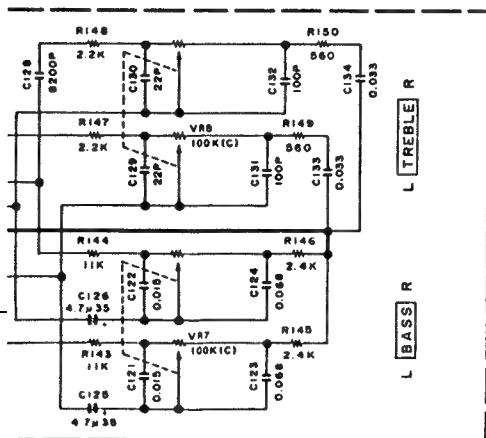 R148
2.2K
C128
8200P
C130
22P
C132
100P
R150
560
C134
0.033
R147
2.2K
C129
22P
VR8
100K(C)
C131
100P
R149
560
C133
0.033
L TREBLE R
R144
11K
C122
0.015
C124
0.068
R146
2.4K
C126
4.7μ35
R143
11K
C121
0.015
VR7
100K(C)
C123
0.068
R145
2.4K
C125
4.7μ35
L BASS R